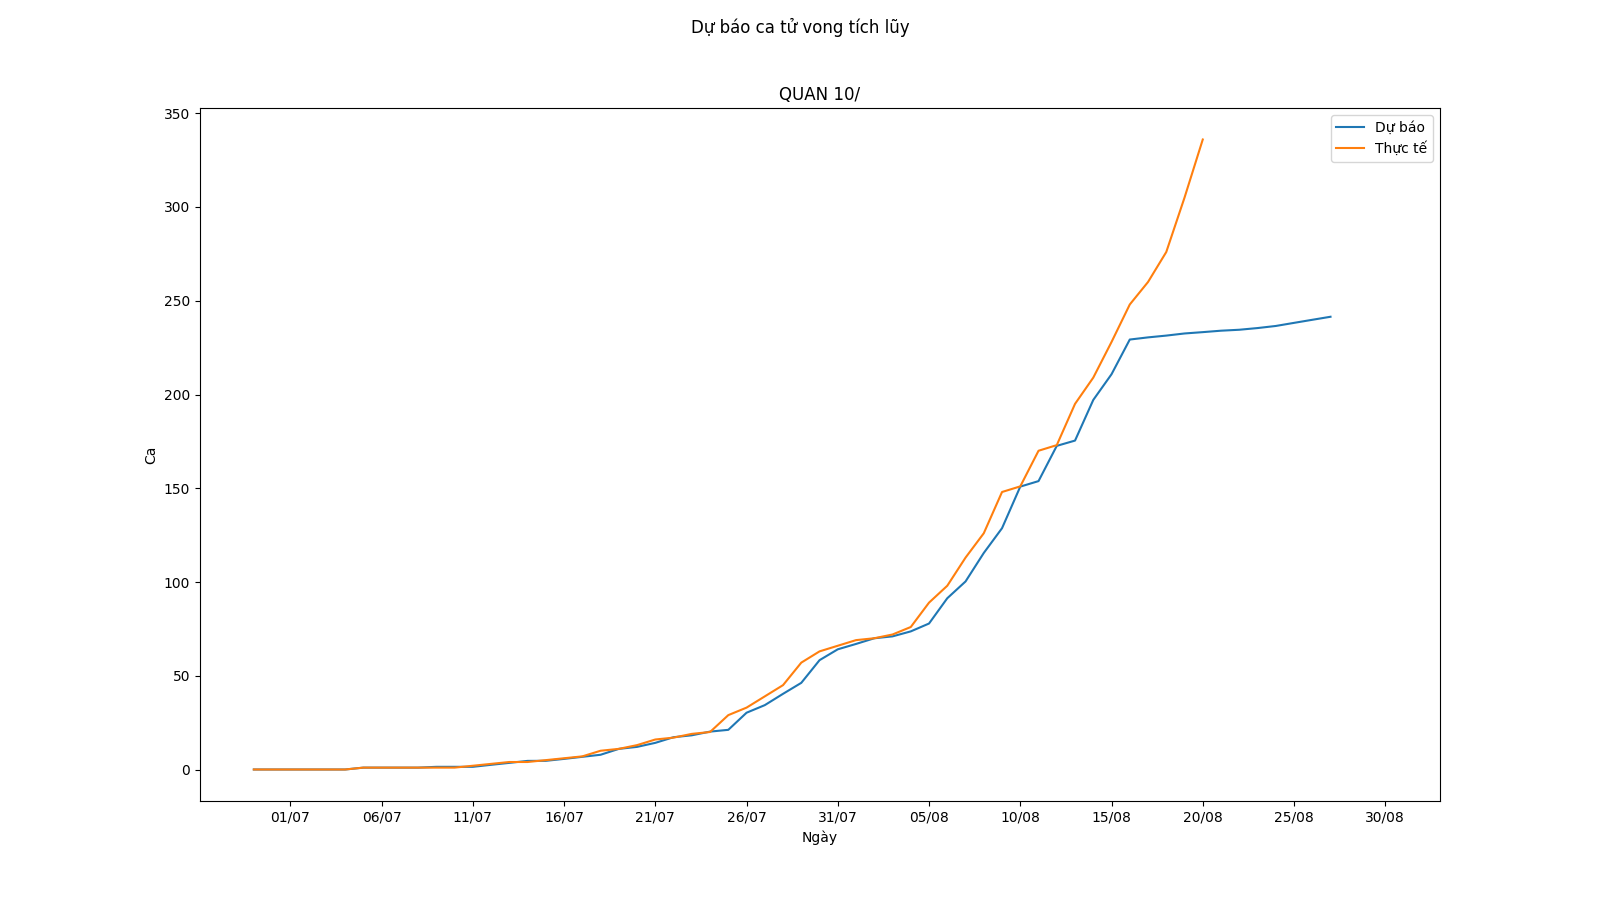 Dự báo ca tử vong tích lũy
QUAN 10/
Dự báo
Thực tế
350
300
250
200
150
100
50
0
Ca
01/07 06/07 11/07 16/07 21/07 26/07 31/07 05/08 10/08 15/08 20/08 25/08 30/08
Ngày